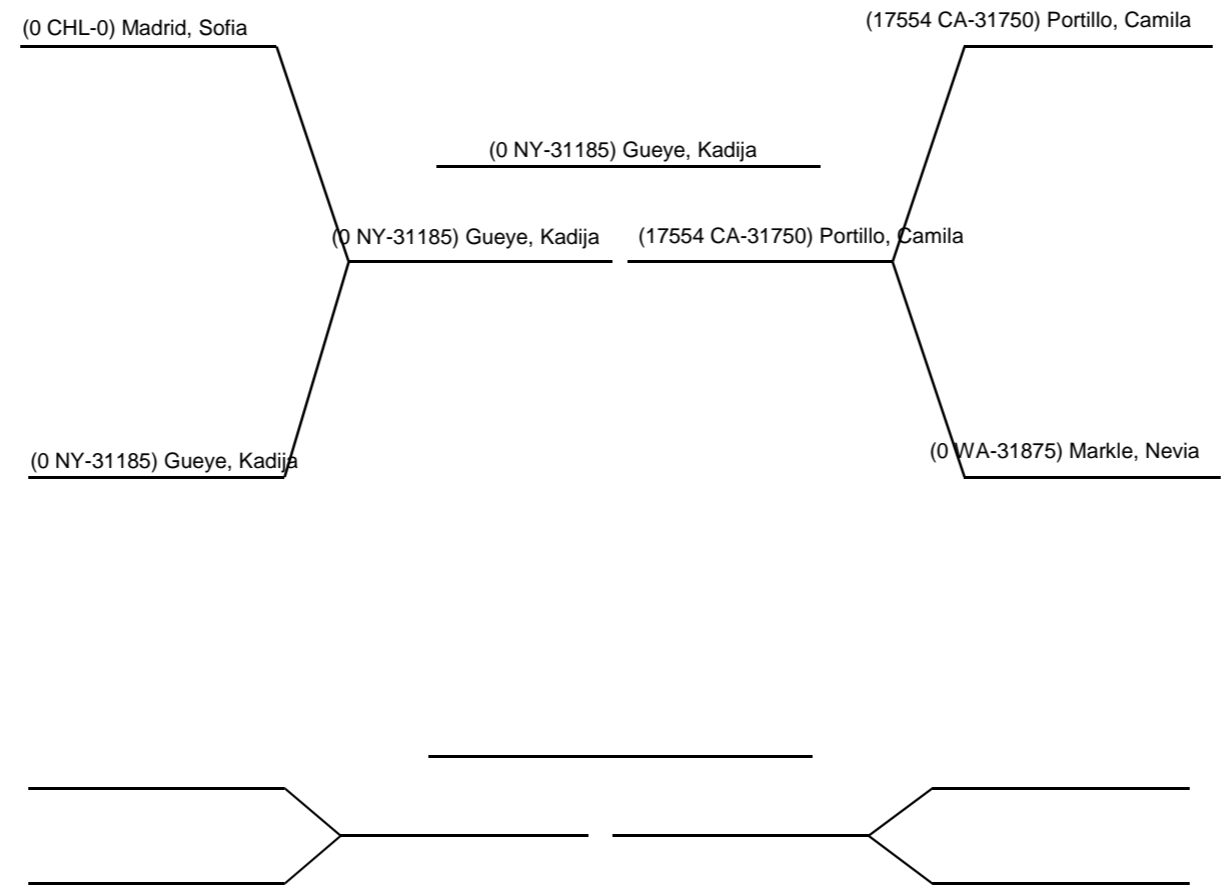 (0 CHL-0) Madrid, Sofia
(17554 CA-31750) Portillo, Camila
(0 NY-31185) Gueye, Kadija
(0 NY-31185) Gueye, Kadija
(17554 CA-31750) Portillo, Camila
(0 NY-31185) Gueye, Kadija
(0 WA-31875) Markle, Nevia